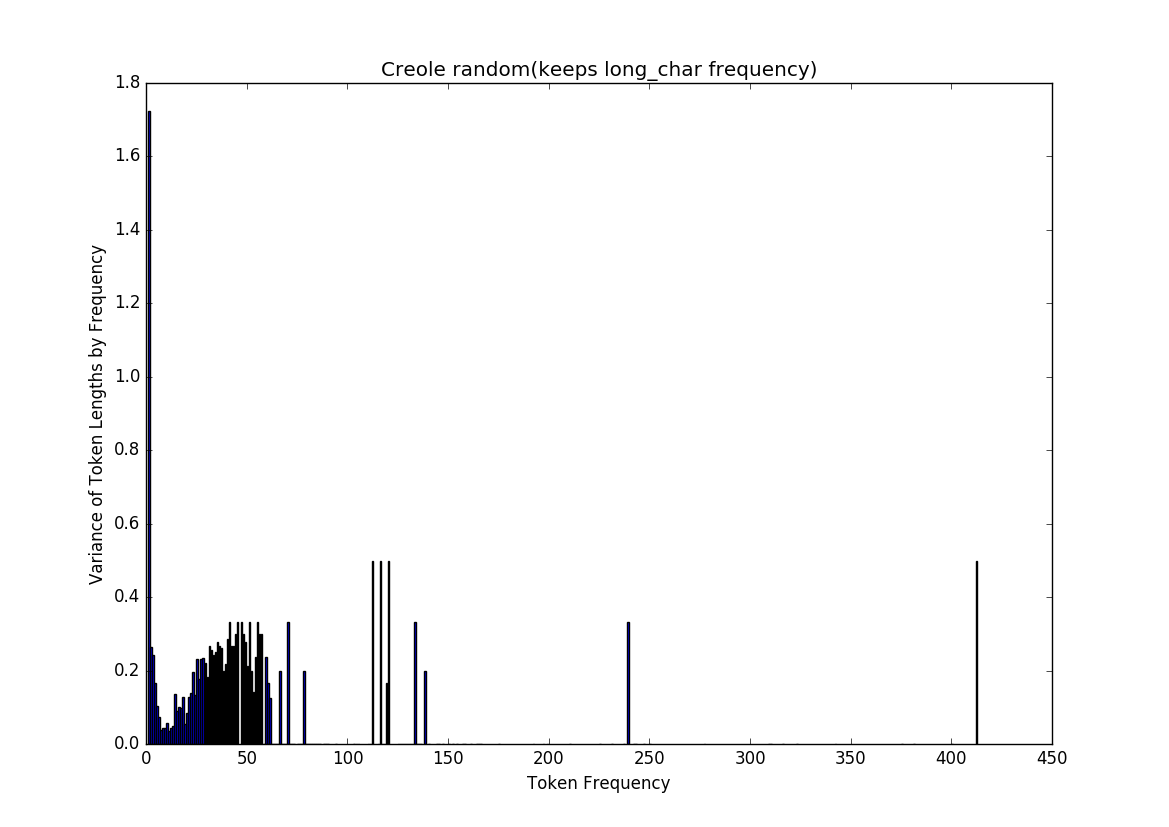 Creole random(keeps long_char frequency)
1.8
1.6
1.4
1.2
1.0
0.8
0.6
0.4
0.2
0.0
Variance of Token Lengths by Frequency
0 50 100 150 200 250 300 350 400 450
Token Frequency